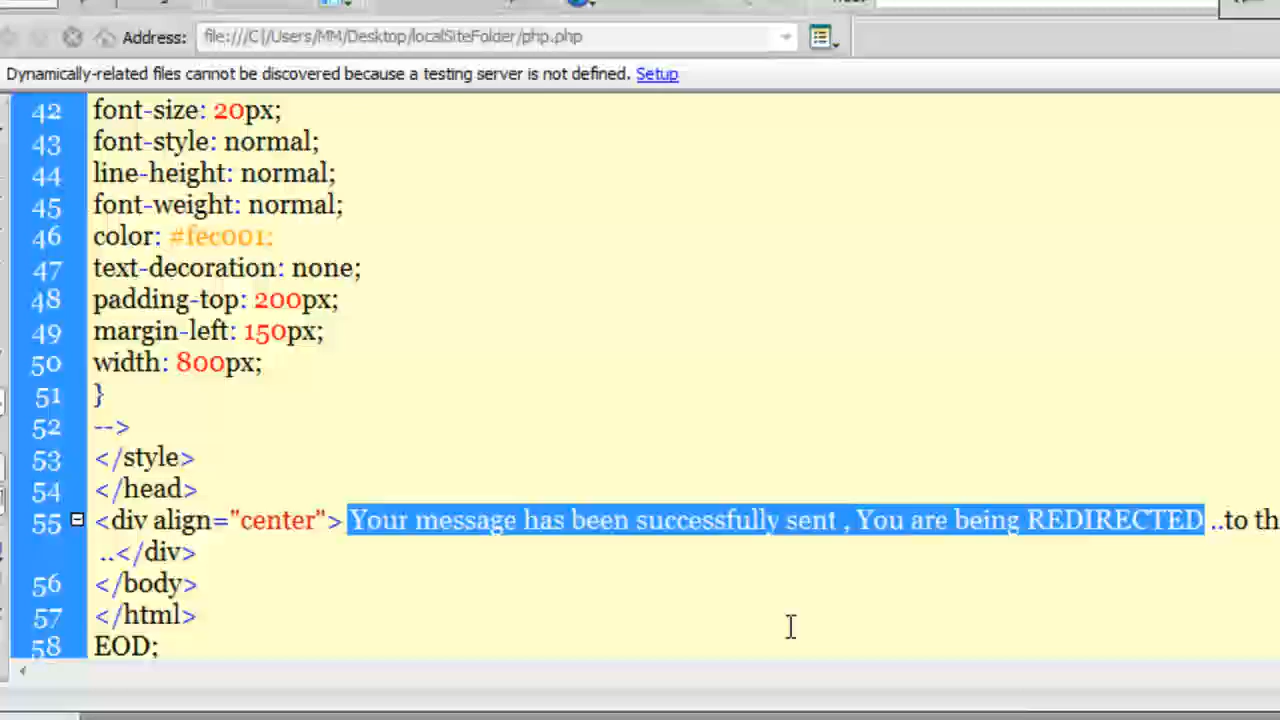 Address: file:///C|/Users/MM/Desktop/localSiteFolder/php.php
Dynamically-related files cannot be discovered because a testing server is not defined. Setup
42 font-size: 20px;
43 font-style: normal;
44 line-height: normal;
45 font-weight: normal;
46 color: #fec001;
47 text-decoration: none;
48 padding-top: 200px;
49 margin-left: 150px;
50 width: 800px;
51 }
52 -->
53 </style>
54 </head>
55 <div align="center"> Your message has been successfully sent , You are being REDIRECTED ..to th
..</div>
56 </body>
57 </html>
58 EOD;